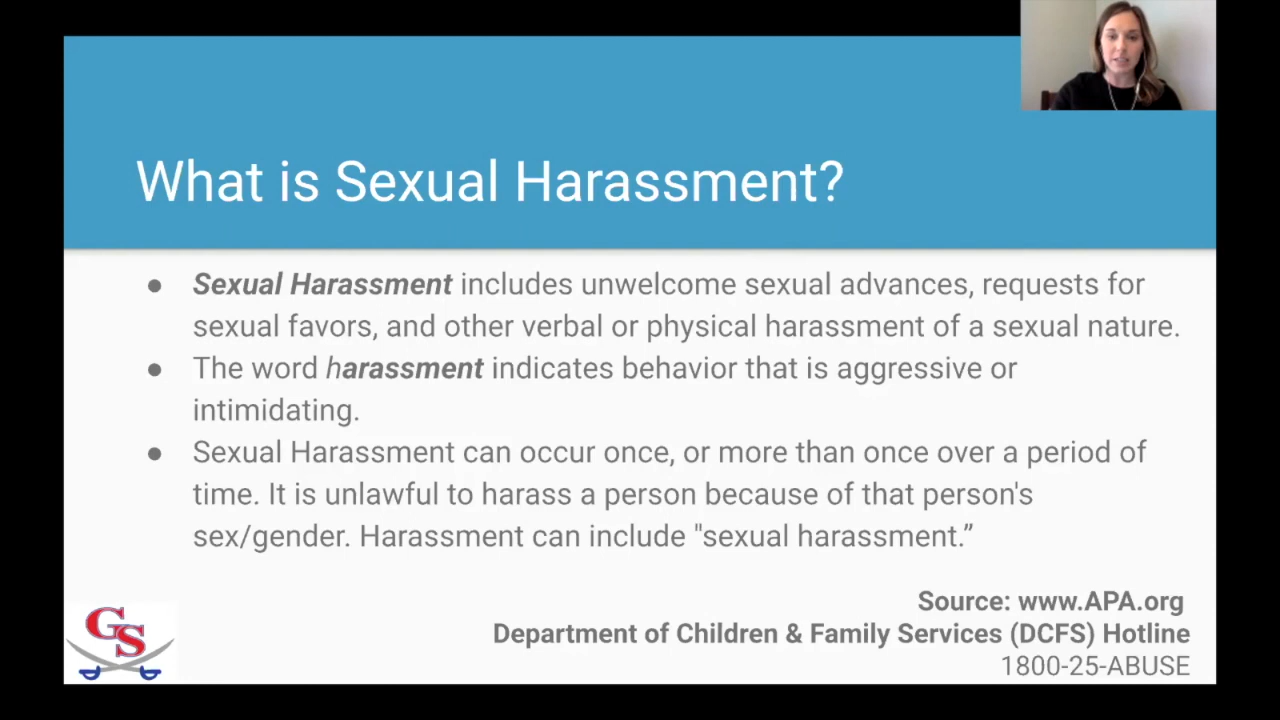 What is Sexual Harassment?
● Sexual Harassment includes unwelcome sexual advances, requests for
sexual favors, and other verbal or physical harassment of a sexual nature.
● The word harassment indicates behavior that is aggressive or
intimidating.
● Sexual Harassment can occur once, or more than once over a period of
time. It is unlawful to harass a person because of that person's
sex/gender. Harassment can include "sexual harassment.”
Source: www.APA.org
Department of Children & Family Services (DCFS) Hotline
1800-25-ABUSE
GS